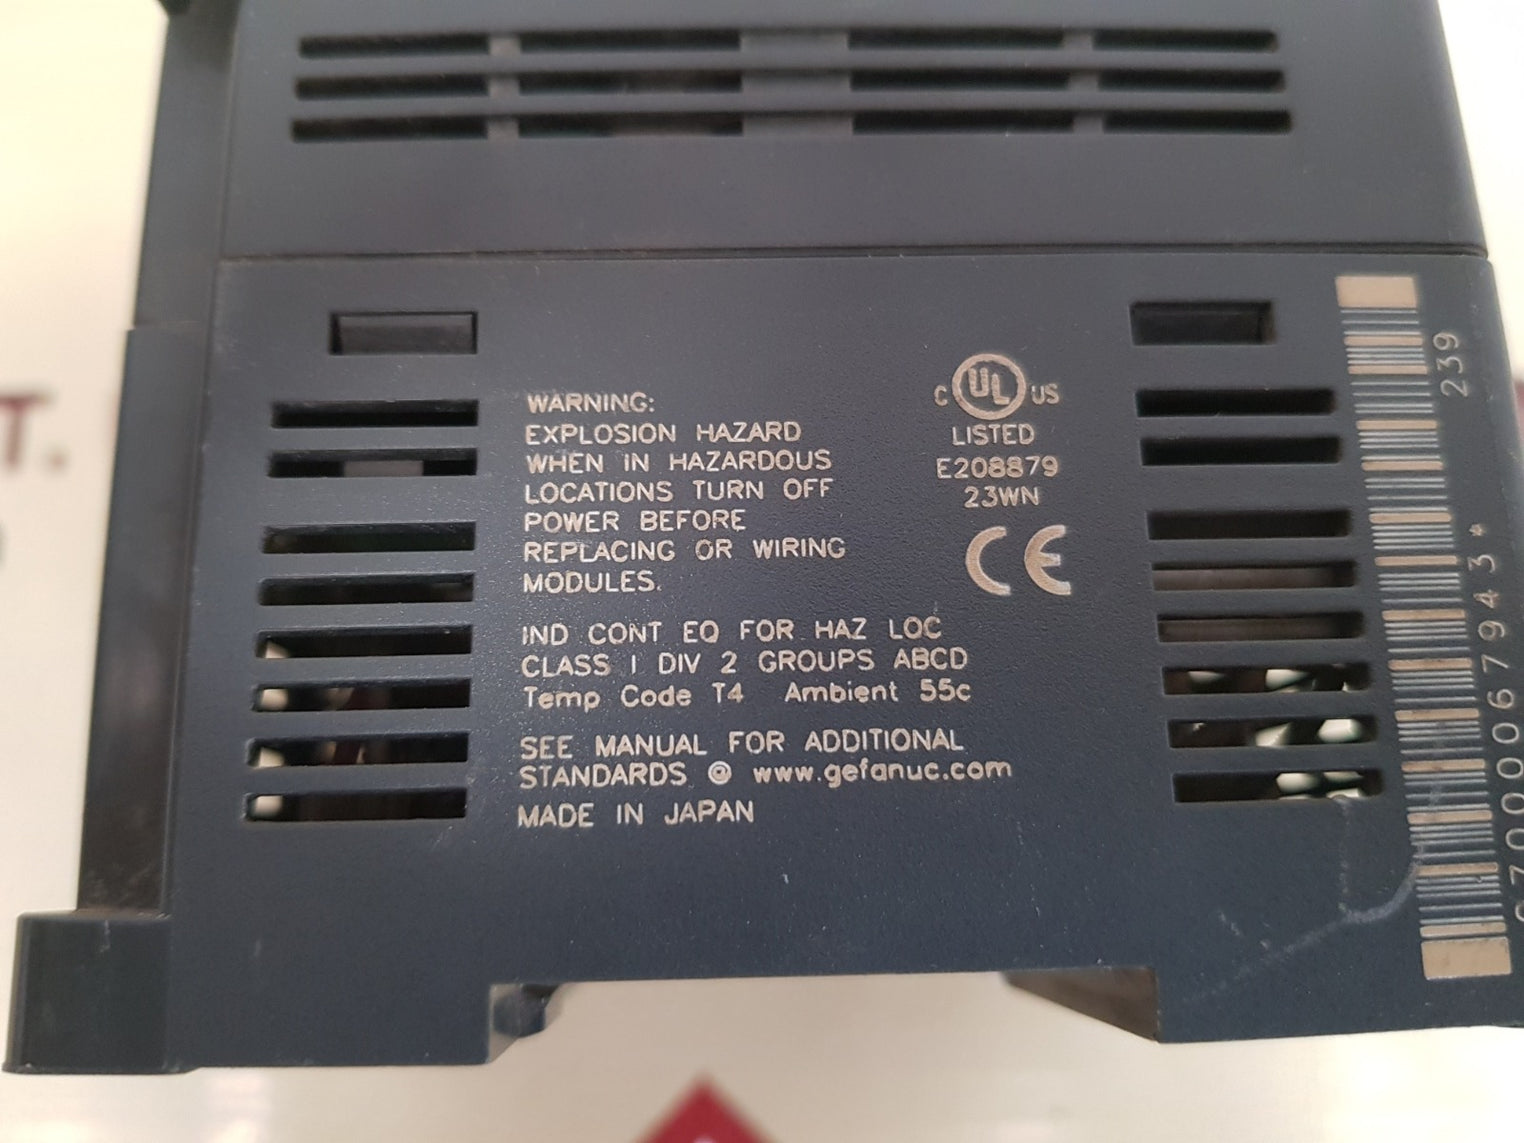 WARNING:
EXPLOSION HAZARD
WHEN IN HAZARDOUS
LOCATIONS TURN OFF
POWER BEFORE
REPLACING OR WIRING
MODULES.
IND CONT EQ FOR HAZ LOC
CLASS I DIV 2 GROUPS ABCD
Temp Code T4 Ambient 55c
SEE MANUAL FOR ADDITIONAL
STANDARDS @ www.gefanuc.com
MADE IN JAPAN
C UL US
LISTED
E208879
23WN
CE
239